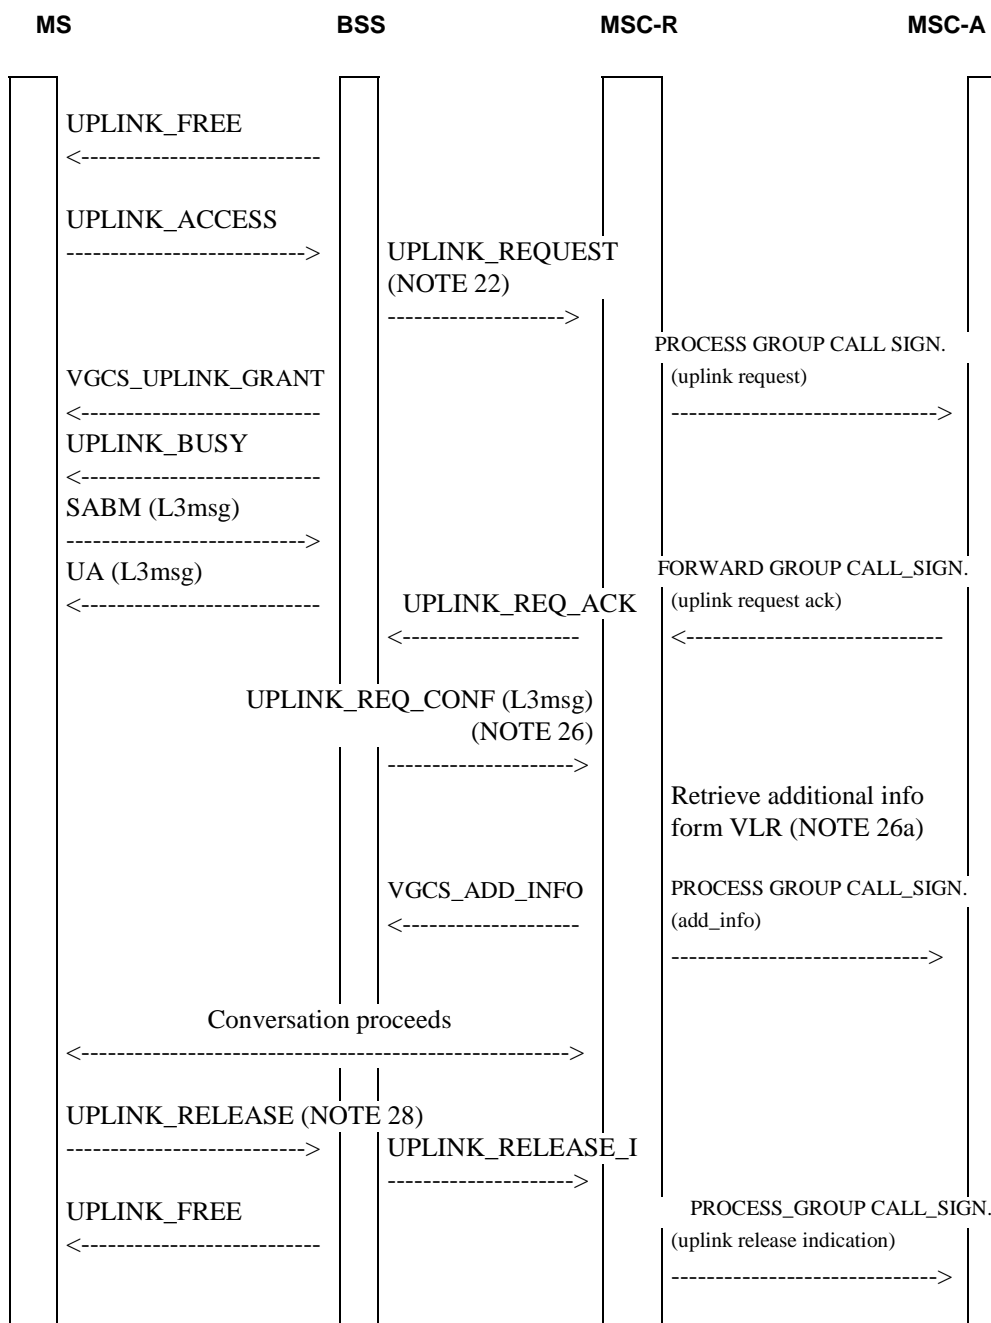 MS BSS MSC-R MSC-A
UPLINK_FREE
<---------------------------
UPLINK_ACCESS
--------------------------->
UPLINK_REQUEST
(NOTE 22)
-------------------->
PROCESS GROUP CALL SIGN.
(uplink request)
------------------------------>
VGCS_UPLINK_GRANT
<---------------------------
UPLINK_BUSY
<---------------------------
SABM (L3msg)
--------------------------->
UA (L3msg)
<---------------------------
FORWARD GROUP CALL_SIGN.
(uplink request ack)
<-----------------------------
UPLINK_REQ_ACK
<--------------------
UPLINK_REQ_CONF (L3msg)
(NOTE 26)
--------------------->
Retrieve additional info
form VLR (NOTE 26a)
VGCS_ADD_INFO
<--------------------
PROCESS GROUP CALL_SIGN.
(add_info)
----------------------------->
Conversation proceeds
<------------------------------------------------------->
UPLINK_RELEASE (NOTE 28)
--------------------------->
UPLINK_RELEASE_I
--------------------->
UPLINK_FREE
<---------------------------
PROCESS_GROUP CALL_SIGN.
(uplink release indication)
------------------------------>